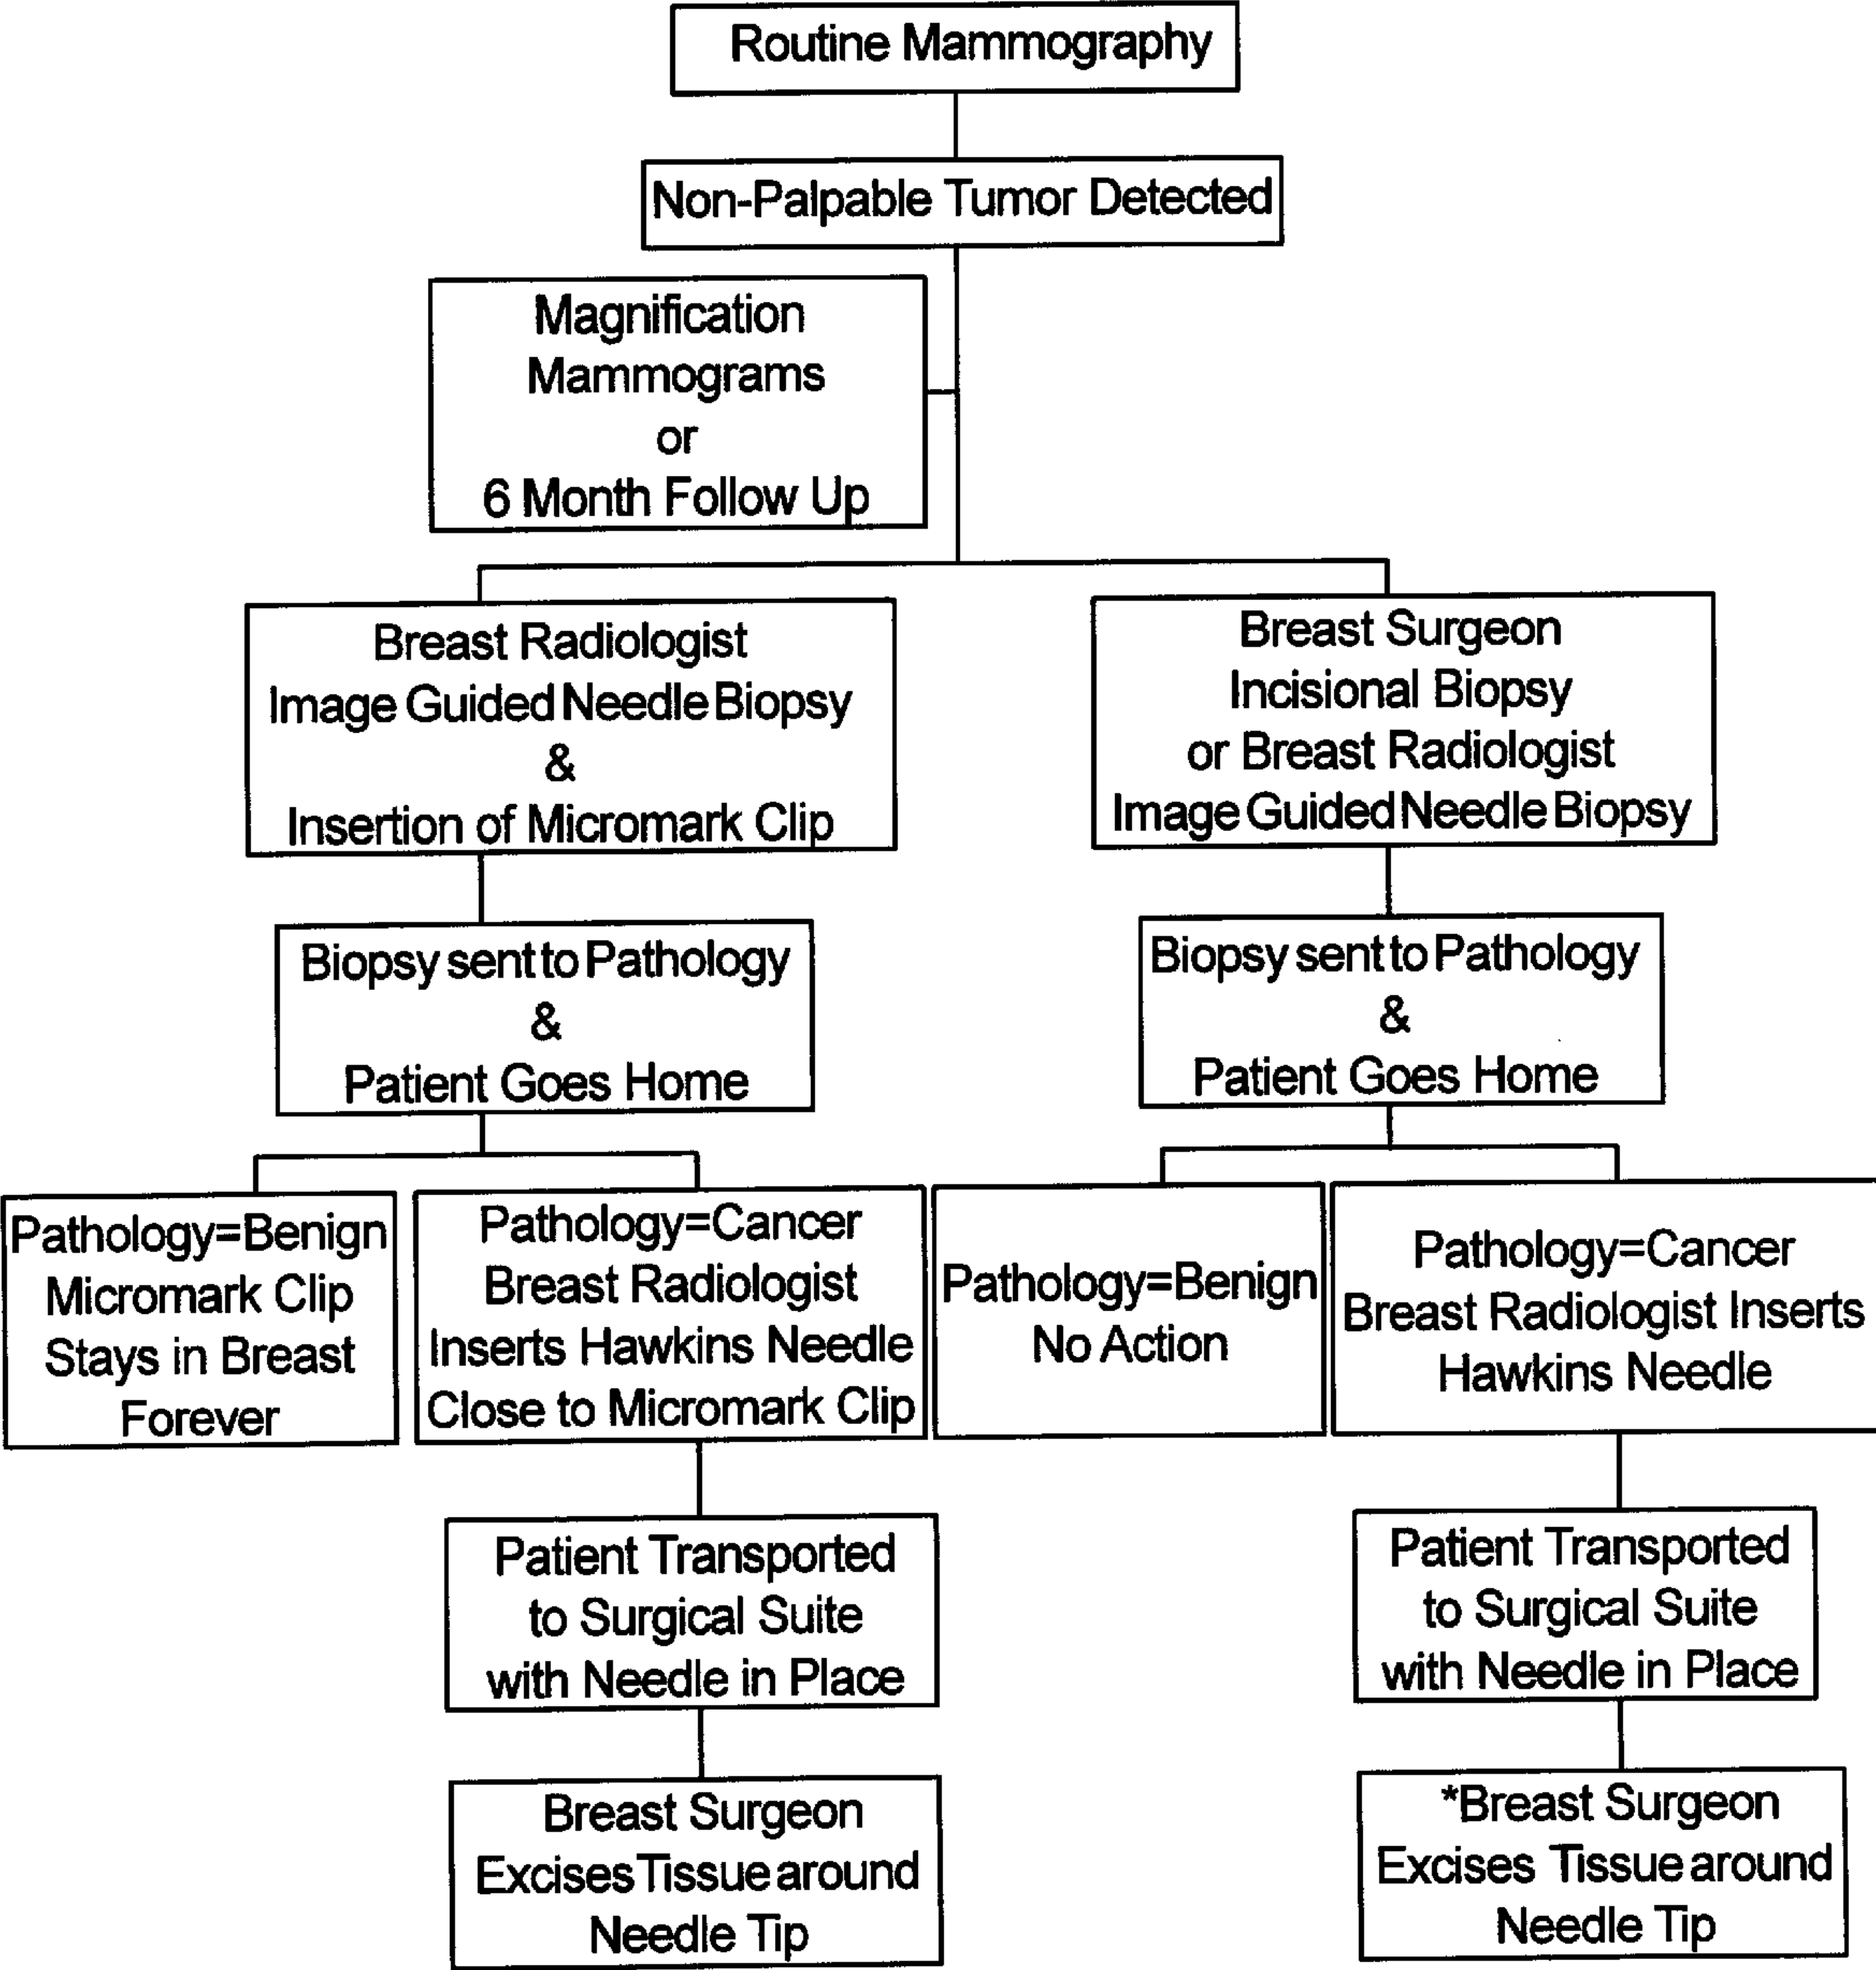 Routine Mammography
Non-Palpable Tumor Detected
Magnification
Mammograms
or
6 Month Follow Up
Breast Radiologist
Image Guided Needle Biopsy
&
Insertion of Micromark Clip
Breast Surgeon
Incisional Biopsy
or Breast Radiologist
Image Guided Needle Biopsy
Biopsy sent to Pathology
&
Patient Goes Home
Biopsy sent to Pathology
&
Patient Goes Home
Pathology=Benign
Micromark Clip
Stays in Breast
Forever
Pathology=Cancer
Breast Radiologist
Inserts Hawkins Needle
Close to Micromark Clip
Pathology=Benign
No Action
Pathology=Cancer
Breast Radiologist Inserts
Hawkins Needle
Patient Transported
to Surgical Suite
with Needle in Place
Patient Transported
to Surgical Suite
with Needle in Place
Breast Surgeon
Excises Tissue around
Needle Tip
*Breast Surgeon
Excises Tissue around
Needle Tip